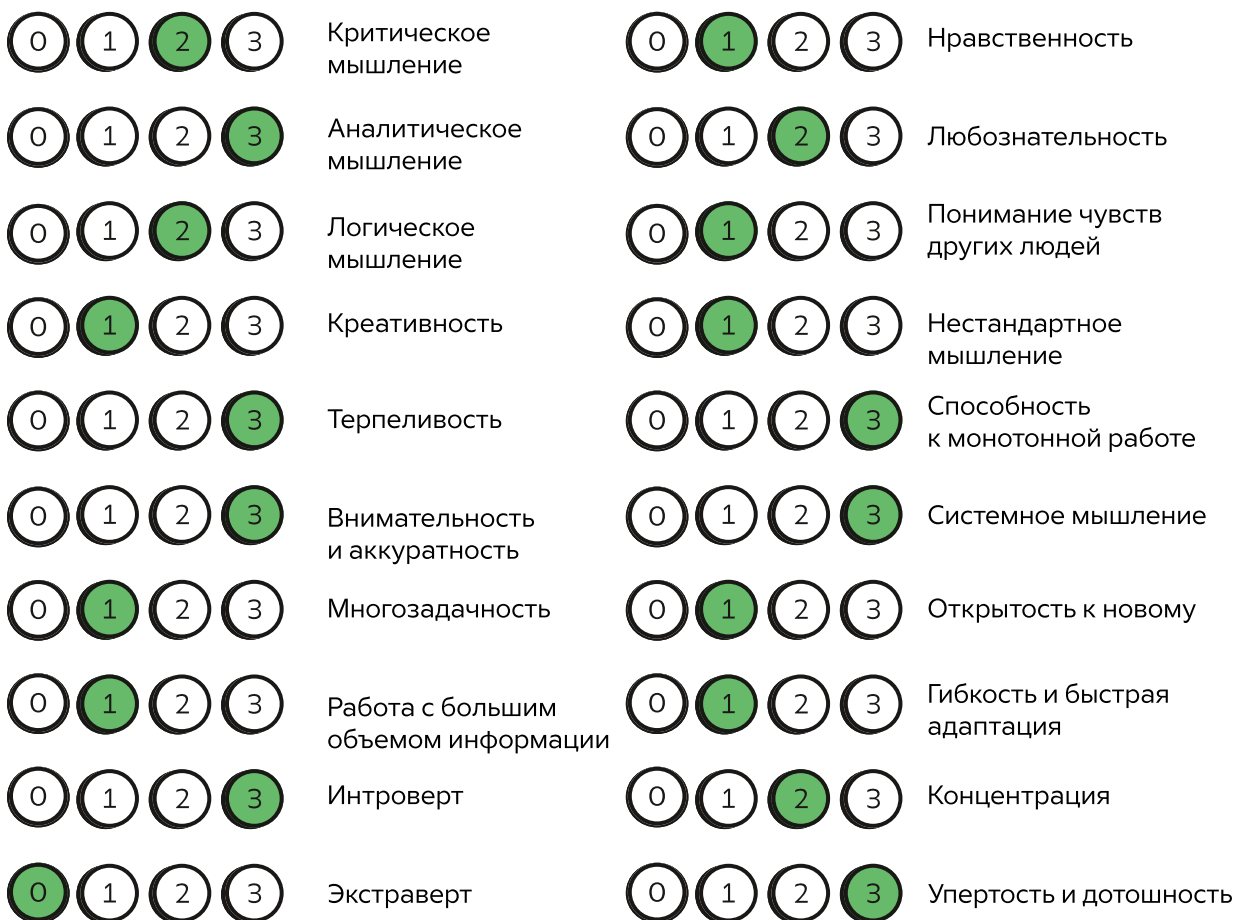 0 1 2 3 Критическое
мышление
0 1 2 3 Аналитическое
мышление
0 1 2 3 Логическое
мышление
0 1 2 3 Креативность
0 1 2 3 Терпеливость
0 1 2 3 Внимательность
и аккуратность
0 1 2 3 Многозадачность
0 1 2 3 Работа с большим
объемом информации
0 1 2 3 Интроверт
0 1 2 3 Экстраверт
0 1 2 3 Нравственность
0 1 2 3 Любознательность
0 1 2 3 Понимание чувств
других людей
0 1 2 3 Нестандартное
мышление
0 1 2 3 Способность
к монотонной работе
0 1 2 3 Системное мышление
0 1 2 3 Открытость к новому
0 1 2 3 Гибкость и быстрая
адаптация
0 1 2 3 Концентрация
0 1 2 3 Упертость и дотошность